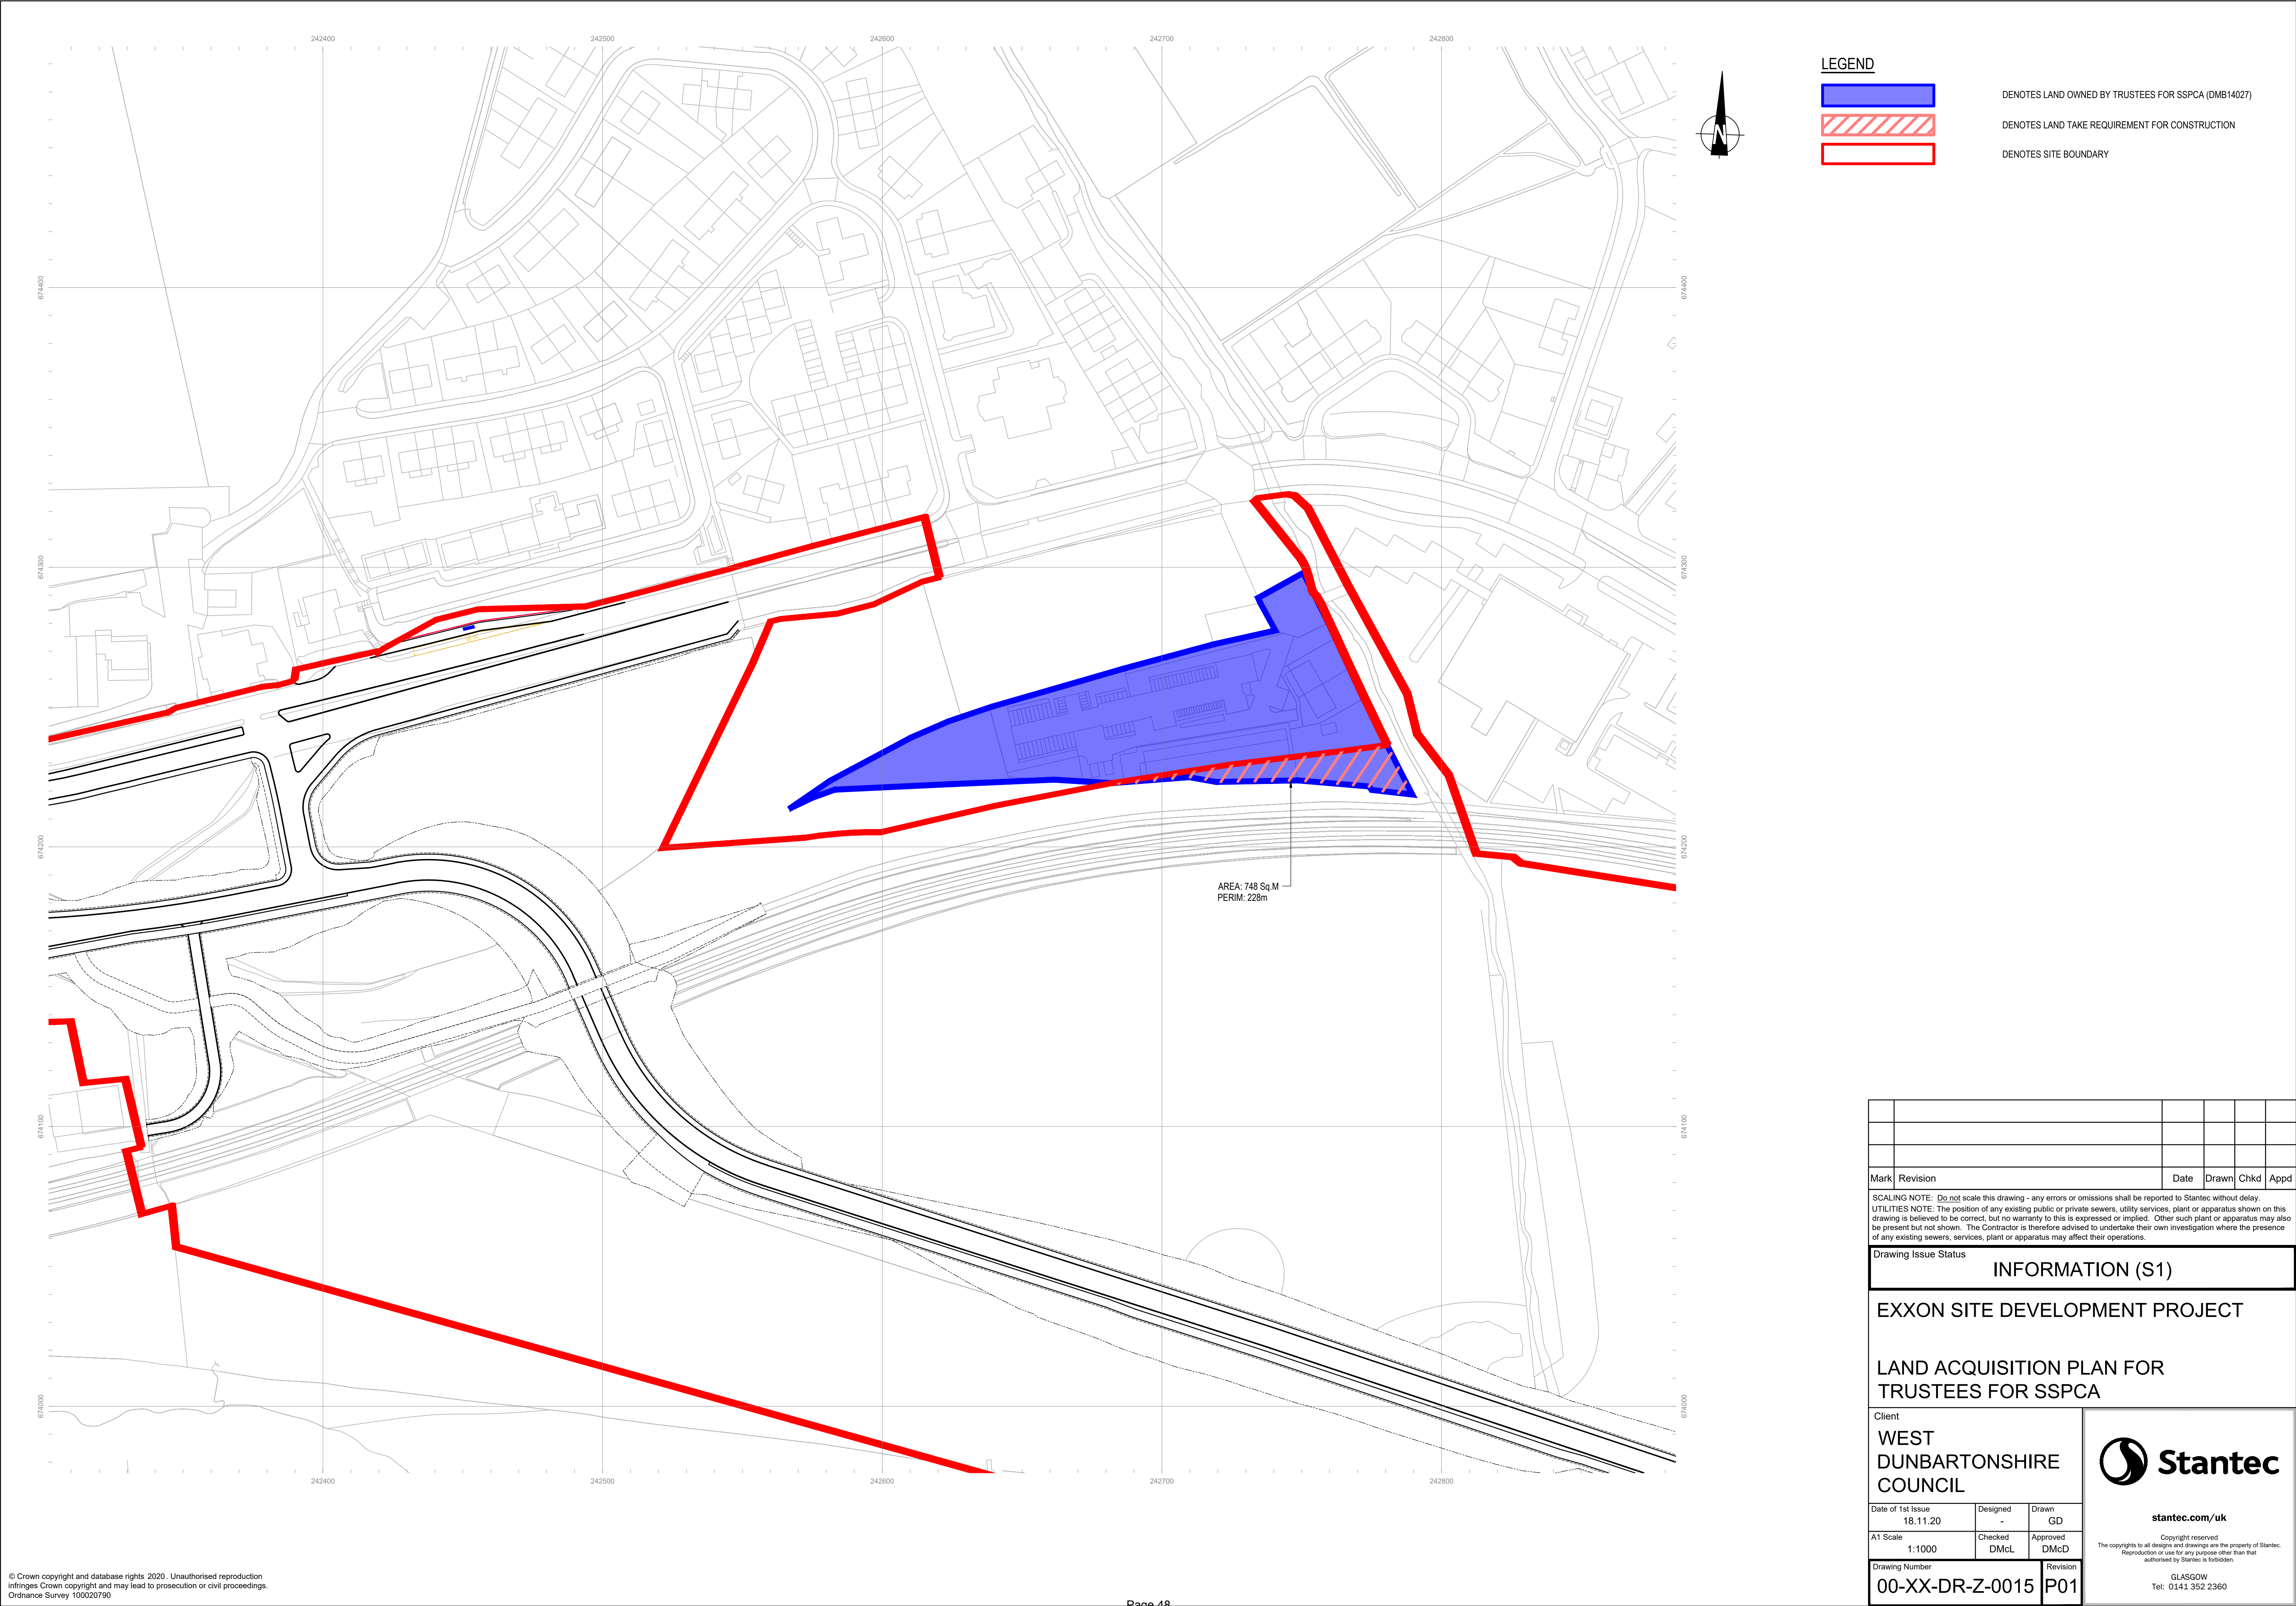 242400
242500
242600
242700
242800
674400
674400
674300
674300
674200
674200
674100
674100
674000
674000
242400
242500
242600
242700
242800
N
LEGEND
DENOTES LAND OWNED BY TRUSTEES FOR SSPCA (DMB14027)
DENOTES LAND TAKE REQUIREMENT FOR CONSTRUCTION
DENOTES SITE BOUNDARY
AREA: 748 Sq.M
PERIM: 228m
Mark Revision Date Drawn Chkd Appd
SCALING NOTE: Do not scale this drawing - any errors or omissions shall be reported to Stantec without delay.
UTILITIES NOTE: The position of any existing public or private sewers, utility services, plant or apparatus shown on this
drawing is believed to be correct, but no warranty to this is expressed or implied. Other such plant or apparatus may also
be present but not shown. The Contractor is therefore advised to undertake their own investigation where the presence
of any existing sewers, services, plant or apparatus may affect their operations.
Drawing Issue Status
INFORMATION (S1)
EXXON SITE DEVELOPMENT PROJECT
LAND ACQUISITION PLAN FOR
TRUSTEES FOR SSPCA
Client
WEST
DUNBARTONSHIRE
COUNCIL
Stantec
stantec.com/uk
Copyright reserved
The copyrights to all designs and drawings are the property of Stantec.
Reproduction or use for any purpose other than that
authorised by Stantec is forbidden.
GLASGOW
Tel: 0141 352 2360
Date of 1st Issue Designed Drawn
18.11.20 - GD
A1 Scale Checked Approved
1:1000 DMcL DMcD
Drawing Number Revision
00-XX-DR-Z-0015 P01
© Crown copyright and database rights 2020. Unauthorised reproduction
infringes Crown copyright and may lead to prosecution or civil proceedings.
Ordnance Survey 100020790
Page 48